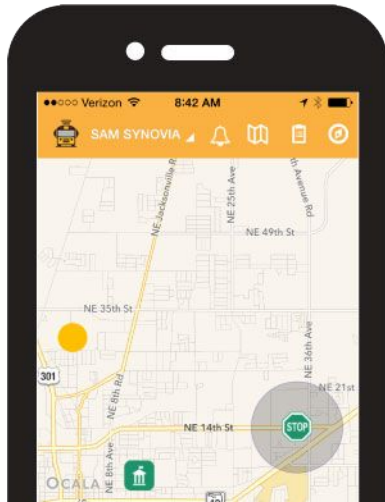 Verizon 8:42 AM
SAM SYNOVIA
NE Jacksonville R
NE 25th Ave
th Avenue Rd
NE 49th St
NE 35th St
NE 36th Ave
301
NE 8th Rd
NE 21st
STOP
NE 14th St
NE 8th Ave
OCALA